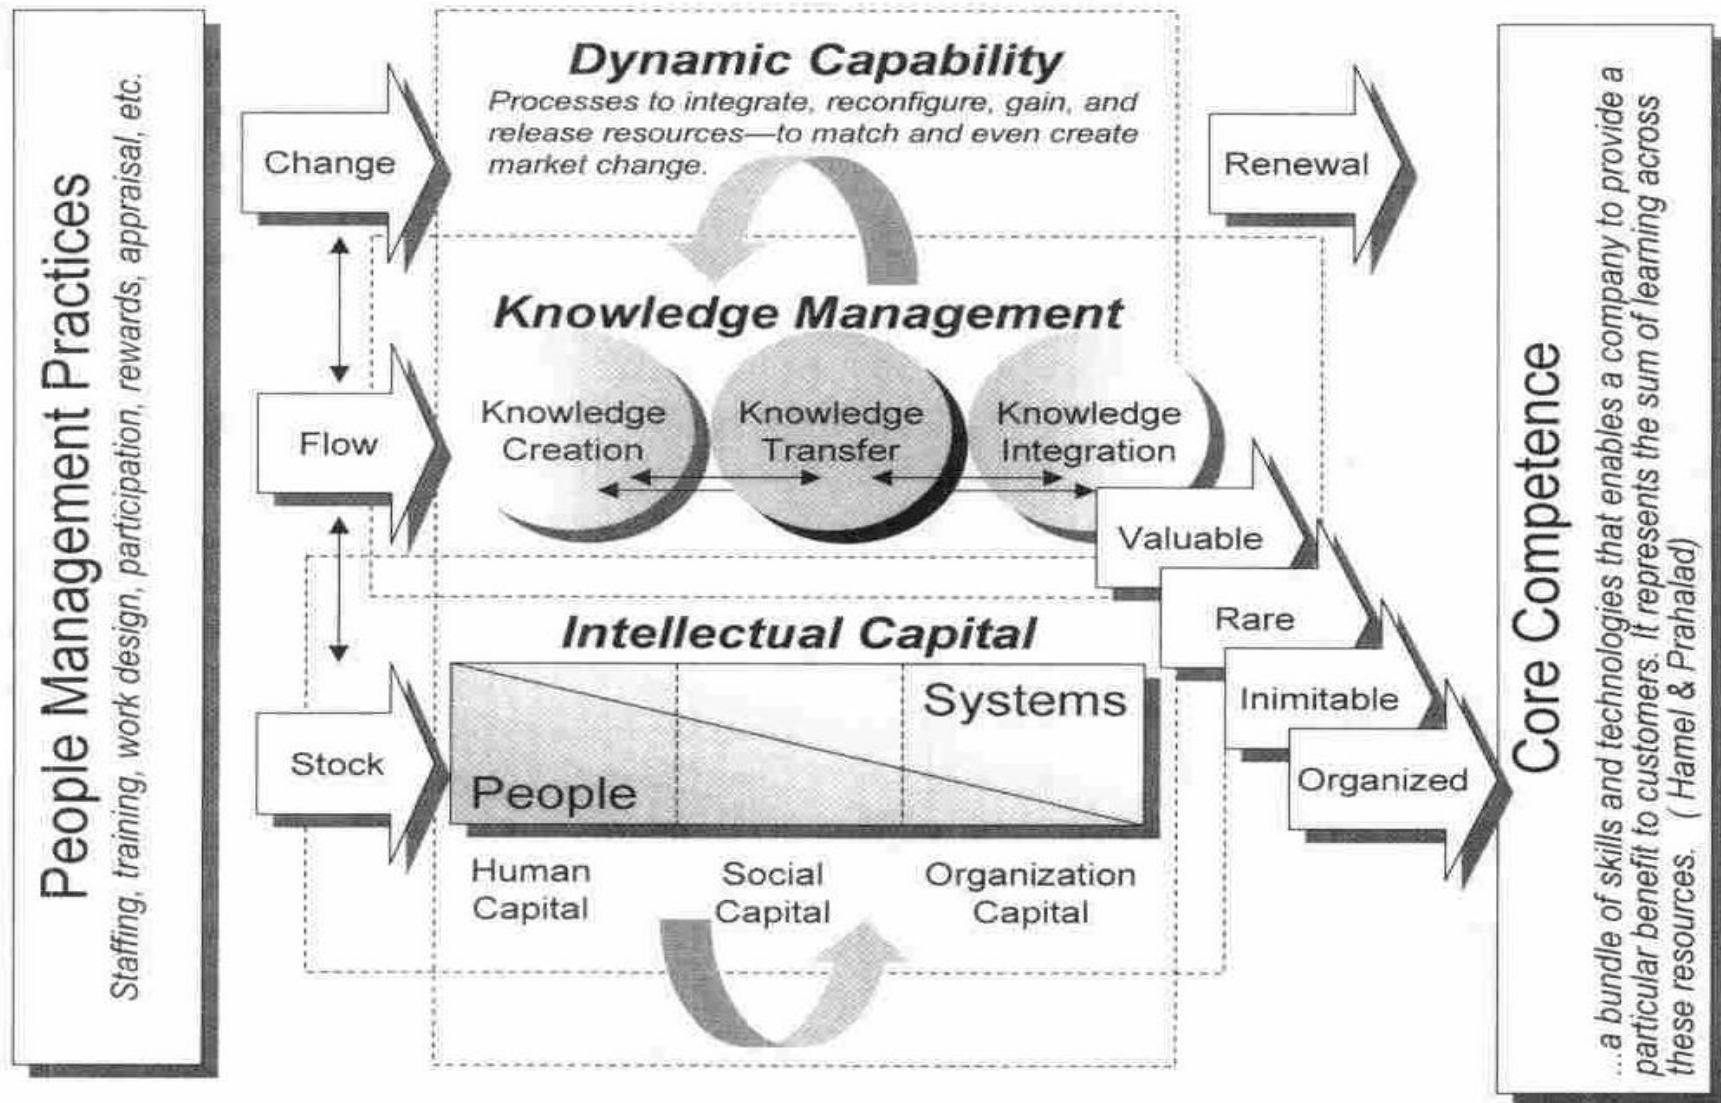 People Management Practices
Staffing, training, work design, participation, rewards, appraisal, etc.
Change
Flow
Stock
Dynamic Capability
Processes to integrate, reconfigure, gain, and
release resources—to match and even create
market change.
Knowledge Management
Knowledge
Creation
Knowledge
Transfer
Knowledge
Integration
Intellectual Capital
Systems
People
Human
Capital
Social
Capital
Organization
Capital
Renewal
Valuable
Rare
Inimitable
Organized
Core Competence
...a bundle of skills and technologies that enables a company to provide a
particular benefit to customers. It represents the sum of learning across
these resources. ( Hamel & Prahalad)